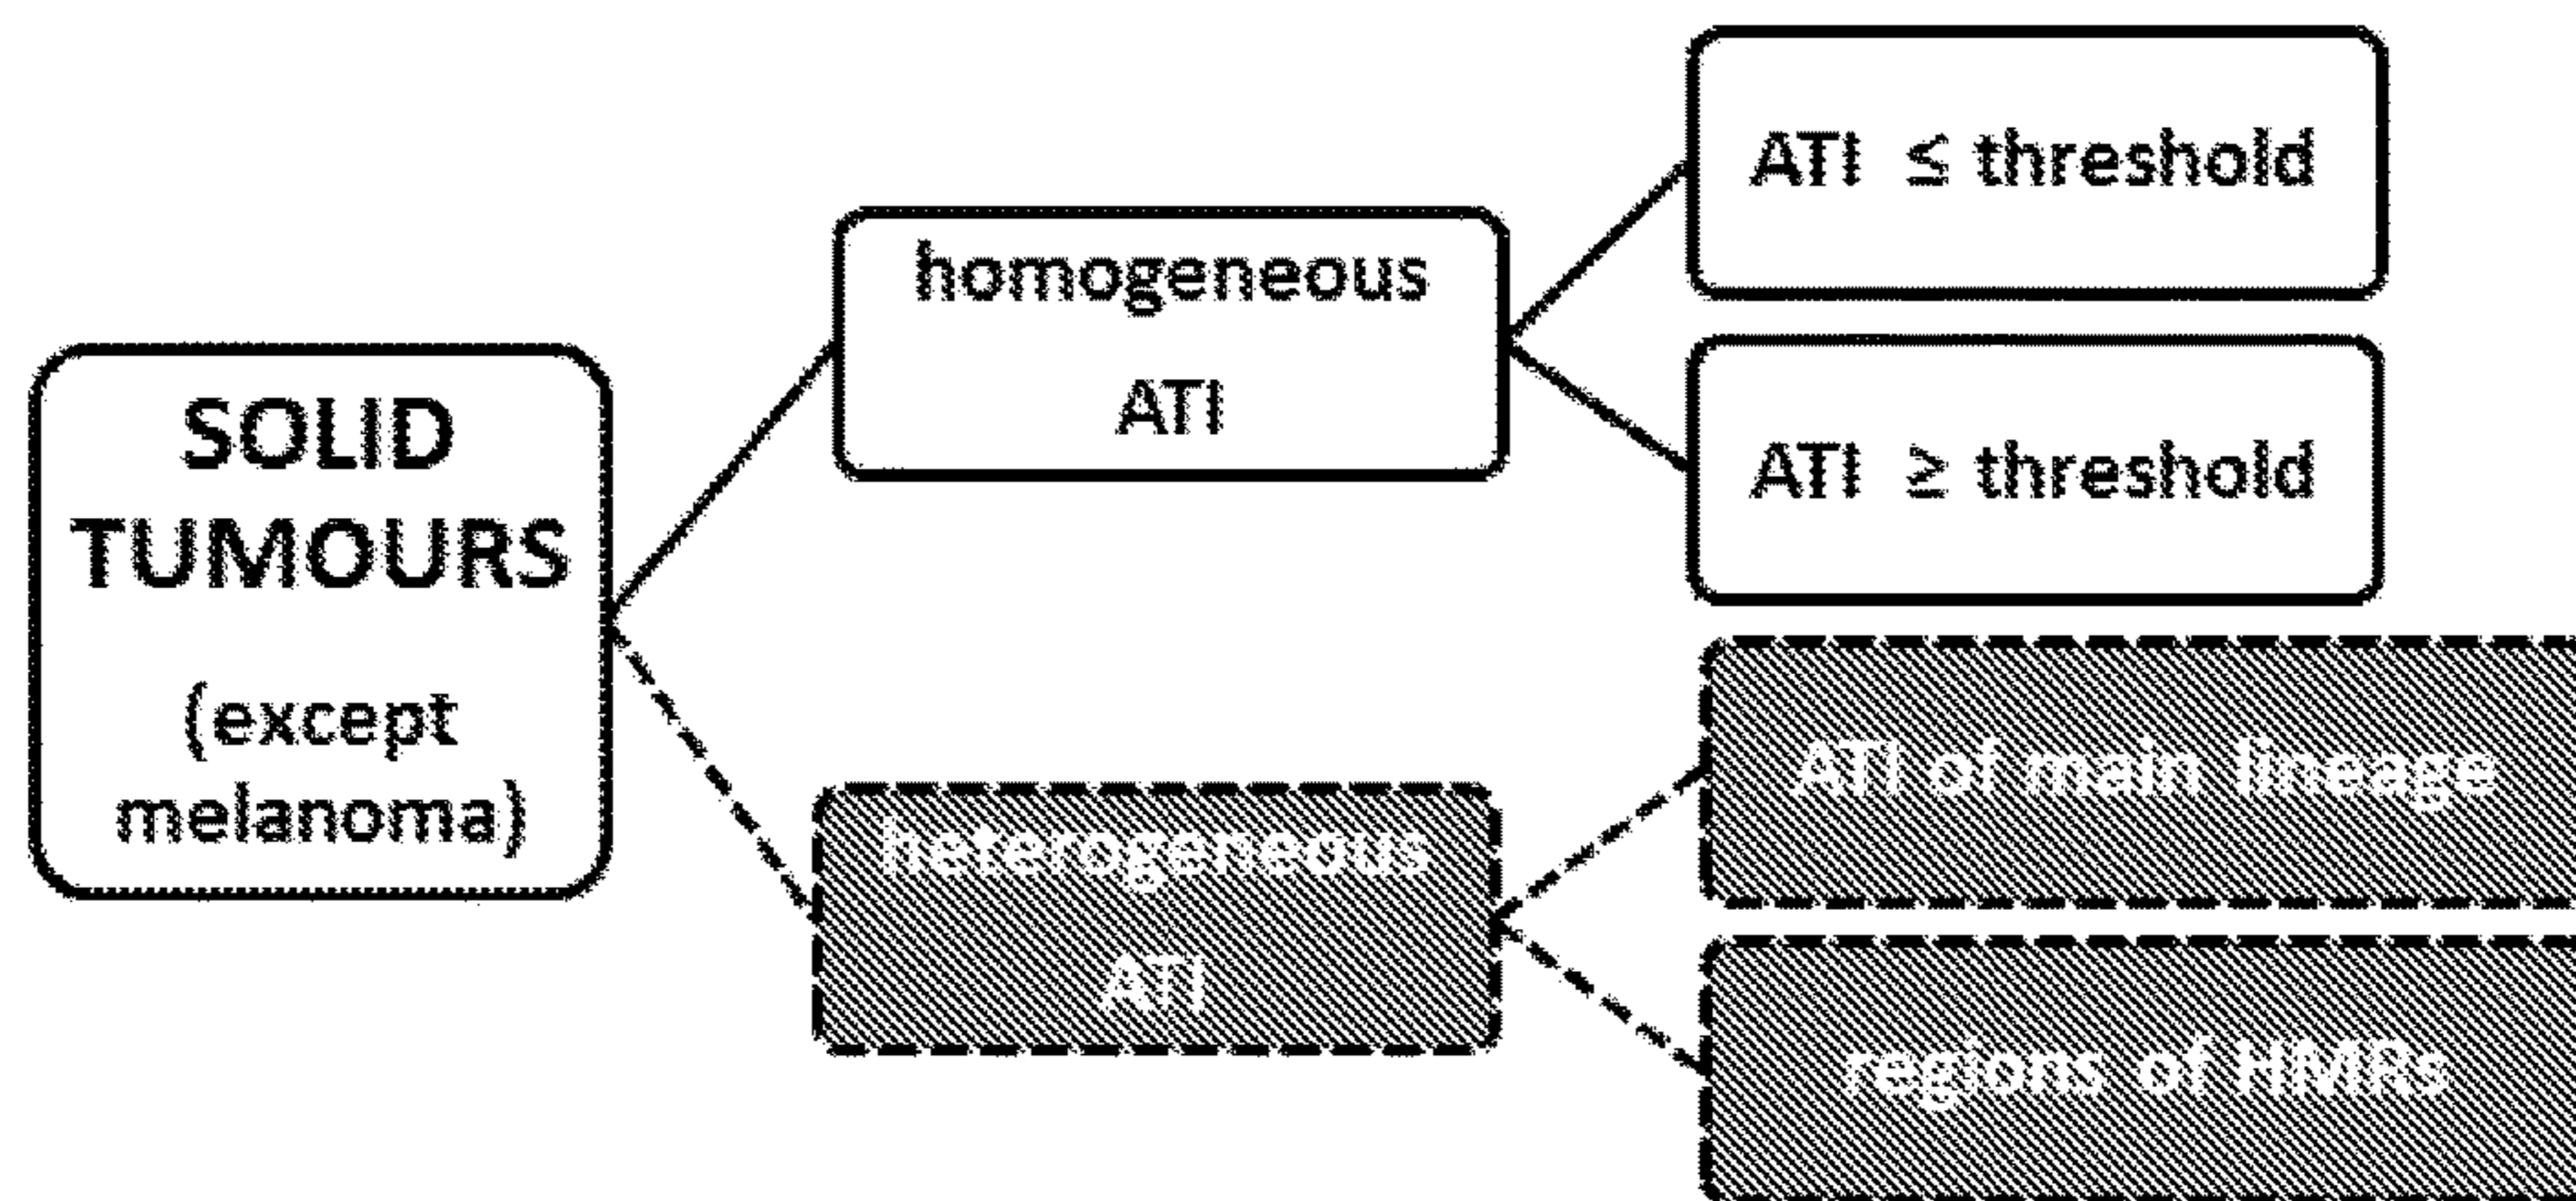 SOLID
TUMOURS
(except
melanoma)
homogeneous
ATI
ATI ≤ threshold
ATI ≥ threshold
heterogeneous
ATI
ATI of main lineage
regions of HMRs